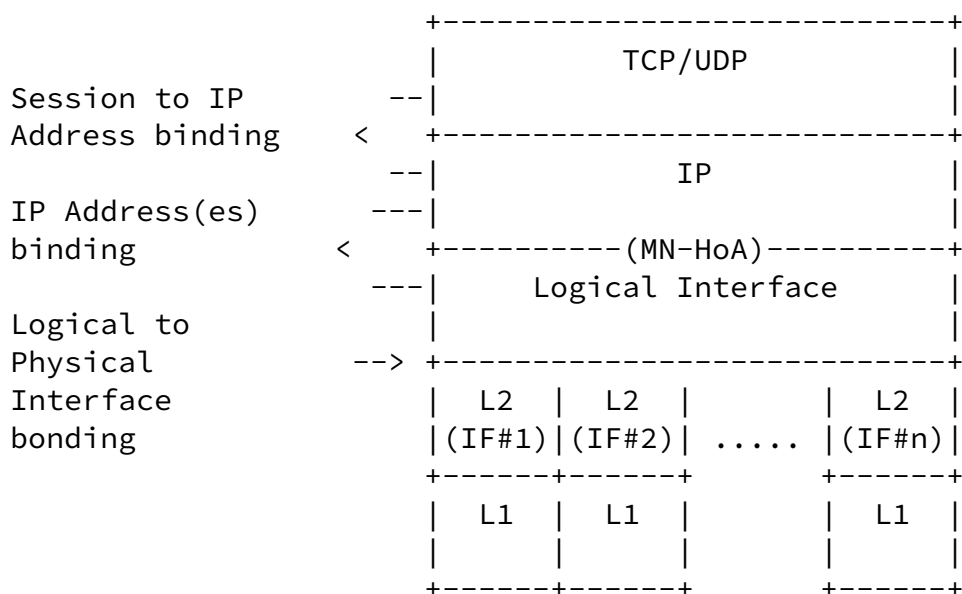 +----------------------------+
                             |          TCP/UDP           |
Session to IP              --|                            |
Address binding    <         +----------------------------+
                           --|             IP             |
IP Address(es)            ---|                            |
binding           <          +----------(MN-HoA)----------+
                          ---|     Logical Interface      |
Logical to                   |                            |
Physical               -->   +----------------------------+
Interface                    |  L2  |  L2  |       |  L2  |
bonding                      |(IF#1)|(IF#2)| ..... |(IF#n)|
                             +------+------+       +------+
                             |  L1  |  L1  |       |  L1  |
                             |      |      |       |      |
                             +------+------+       +------+